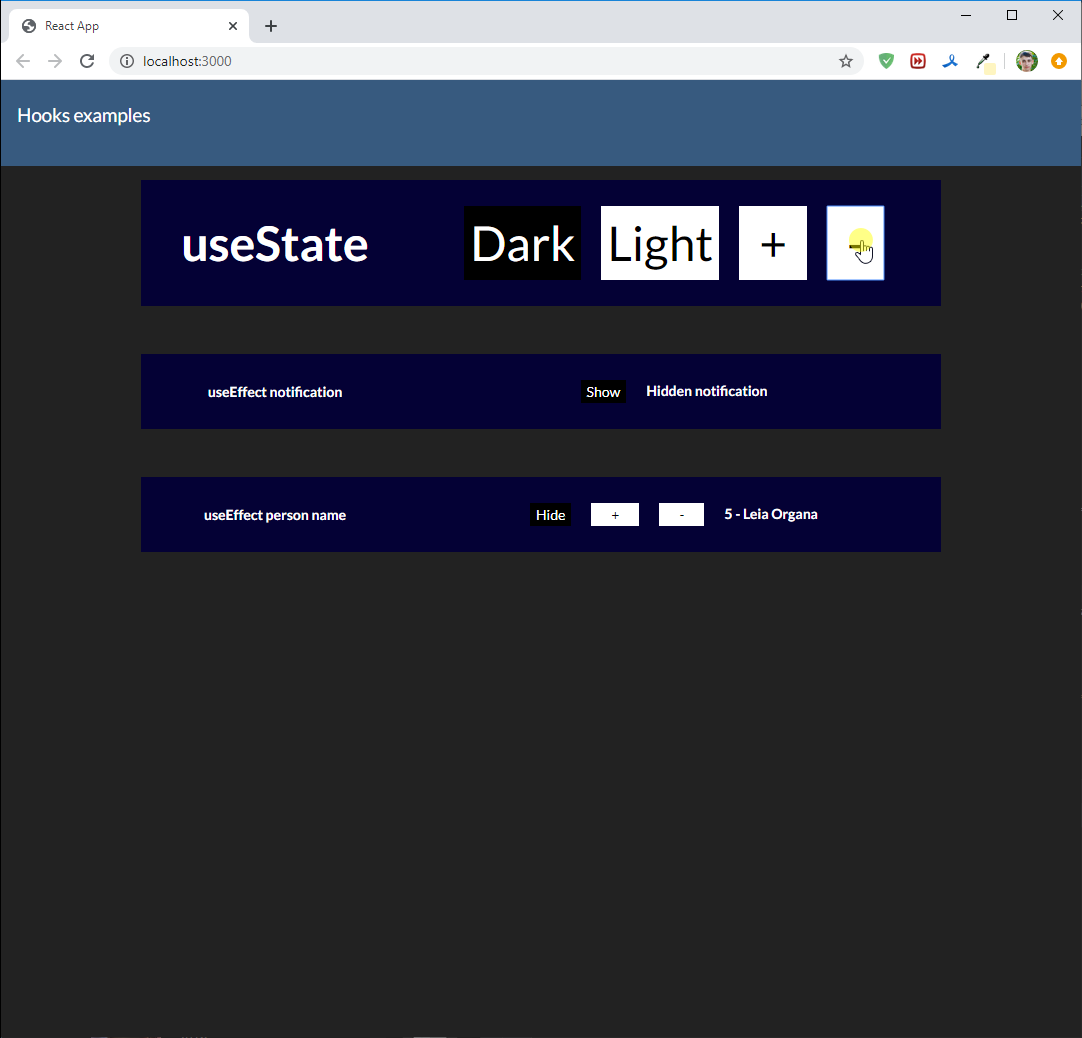 React App
localhost:3000
Hooks examples
useState Dark Light + -
useEffect notification Show Hidden notification
useEffect person name Hide + - 5 - Leia Organa